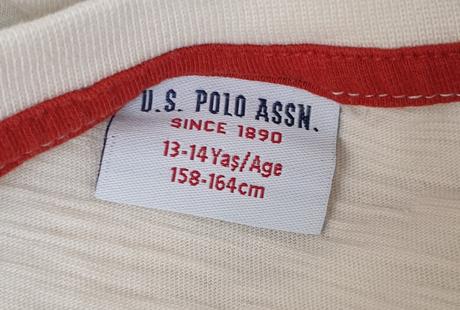 U.S. POLO ASSN.
SINCE 1890
13-14 Yaş/Age
158-164cm